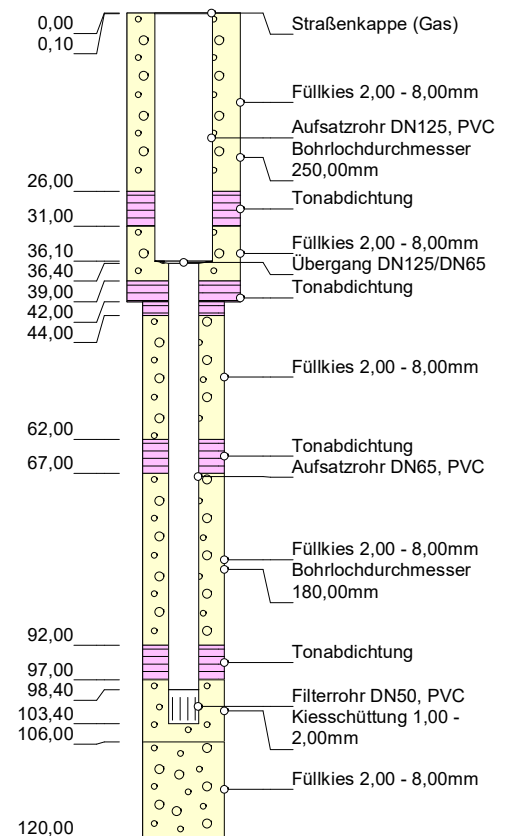 0,00
0,10
Straßenkappe (Gas)
Füllkies 2,00 - 8,00mm
Aufsatzrohr DN125, PVC
Bohrlochdurchmesser
250,00mm
26,00
Tonabdichtung
31,00
Füllkies 2,00 - 8,00mm
36,10
Übergang DN125/DN65
36,40
39,00
Tonabdichtung
42,00
44,00
Füllkies 2,00 - 8,00mm
62,00
Tonabdichtung
67,00
Aufsatzrohr DN65, PVC
Füllkies 2,00 - 8,00mm
Bohrlochdurchmesser
180,00mm
92,00
Tonabdichtung
97,00
98,40
Filterrohr DN50, PVC
103,40
Kiesschüttung 1,00 -
2,00mm
106,00
Füllkies 2,00 - 8,00mm
120,00